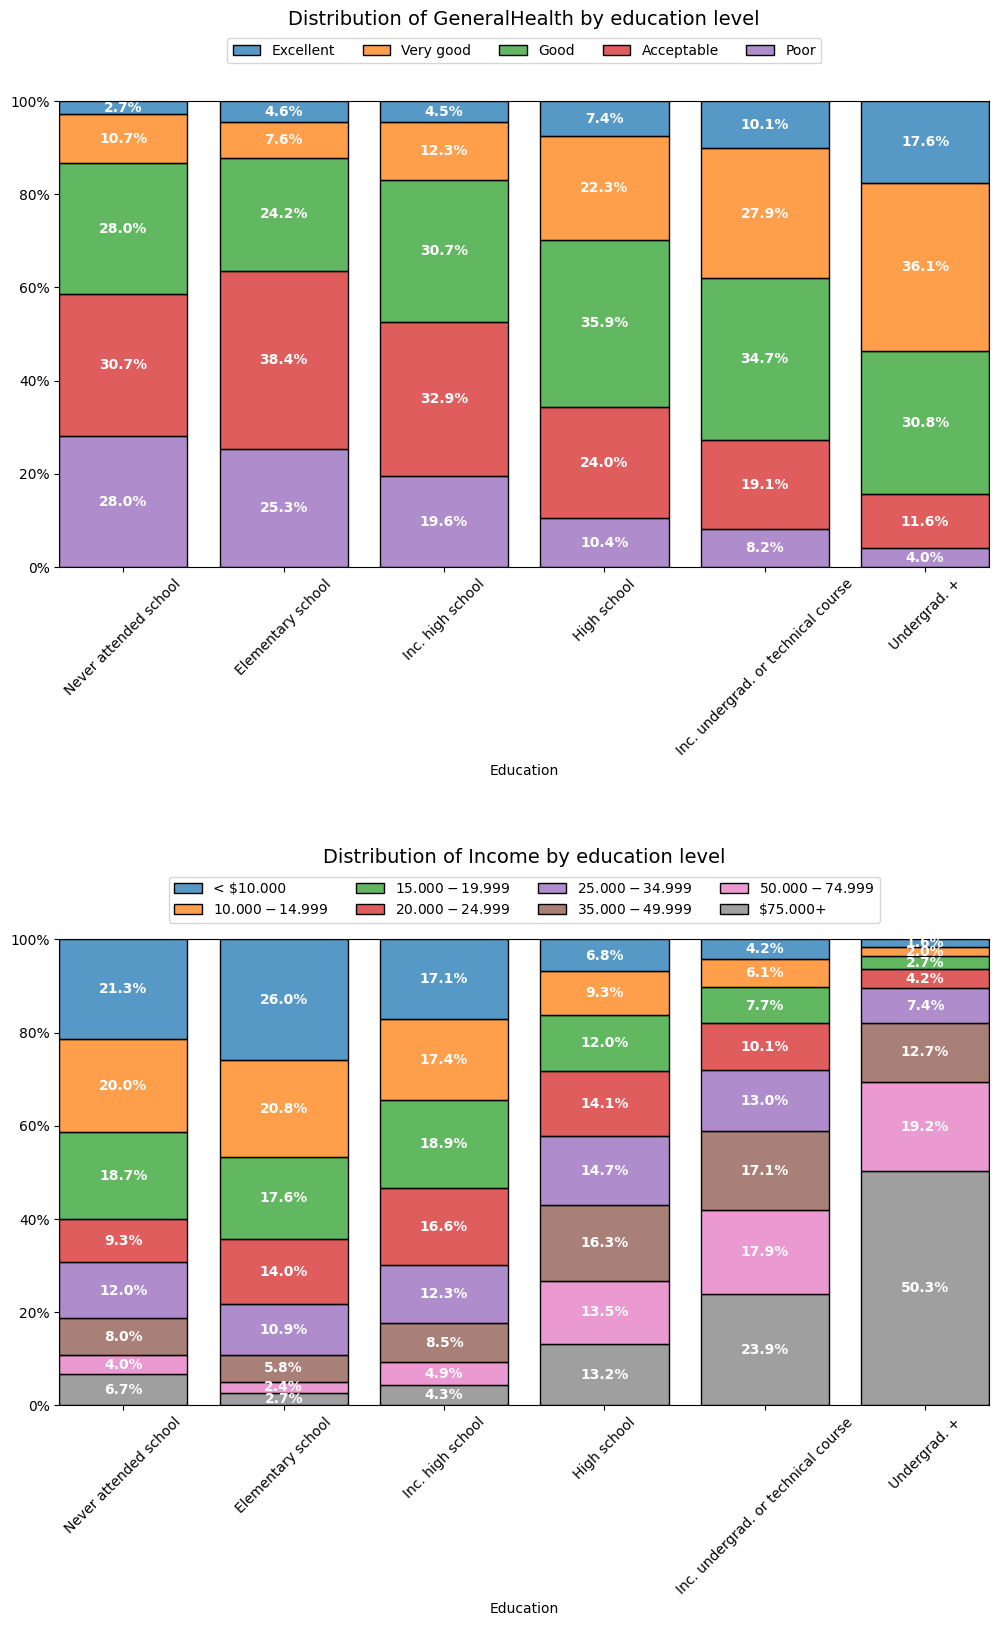 Distribution of GeneralHealth by education level
Excellent Very good Good Acceptable Poor
100%
80%
60%
40%
20%
0%
2.7% 4.6% 4.5% 7.4% 10.1% 17.6%
10.7% 7.6% 12.3% 22.3% 27.9% 36.1%
28.0% 24.2% 30.7% 35.9% 34.7% 30.8%
30.7% 38.4% 32.9% 24.0% 19.1% 11.6%
28.0% 25.3% 19.6% 10.4% 8.2% 4.0%
Never attended school
Elementary school
Inc. high school
High school
Inc. undergrad. or technical course
Undergrad. +
Education
Distribution of Income by education level
< $10.000 15.000 - 19.999 25.000 - 34.999 50.000 - 74.999
10.000 - 14.999 20.000 - 24.999 35.000 - 49.999 $75.000+
100%
80%
60%
40%
20%
0%
21.3% 26.0% 17.1% 6.8% 4.2% 1.6%
20.0% 20.8% 17.4% 9.3% 6.1% 2.0%
18.7% 17.6% 18.9% 12.0% 7.7% 2.7%
9.3% 14.0% 16.6% 14.1% 10.1% 4.2%
12.0% 10.9% 12.3% 14.7% 13.0% 7.4%
8.0% 5.8% 8.5% 16.3% 17.1% 12.7%
4.0% 2.4% 4.9% 13.5% 17.9% 19.2%
6.7% 2.7% 4.3% 13.2% 23.9% 50.3%
Never attended school
Elementary school
Inc. high school
High school
Inc. undergrad. or technical course
Undergrad. +
Education